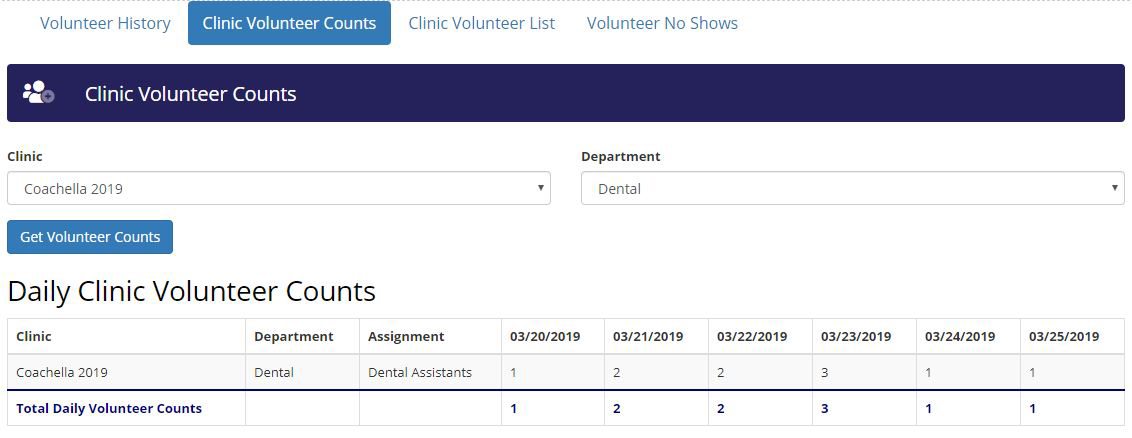 Volunteer History Clinic Volunteer Counts Clinic Volunteer List Volunteer No Shows
Clinic Volunteer Counts
Clinic Department
Coachella 2019 Dental
Get Volunteer Counts
Daily Clinic Volunteer Counts
Clinic Department Assignment 03/20/2019 03/21/2019 03/22/2019 03/23/2019 03/24/2019 03/25/2019
Coachella 2019 Dental Dental Assistants 1 2 2 3 1 1
Total Daily Volunteer Counts 1 2 2 3 1 1